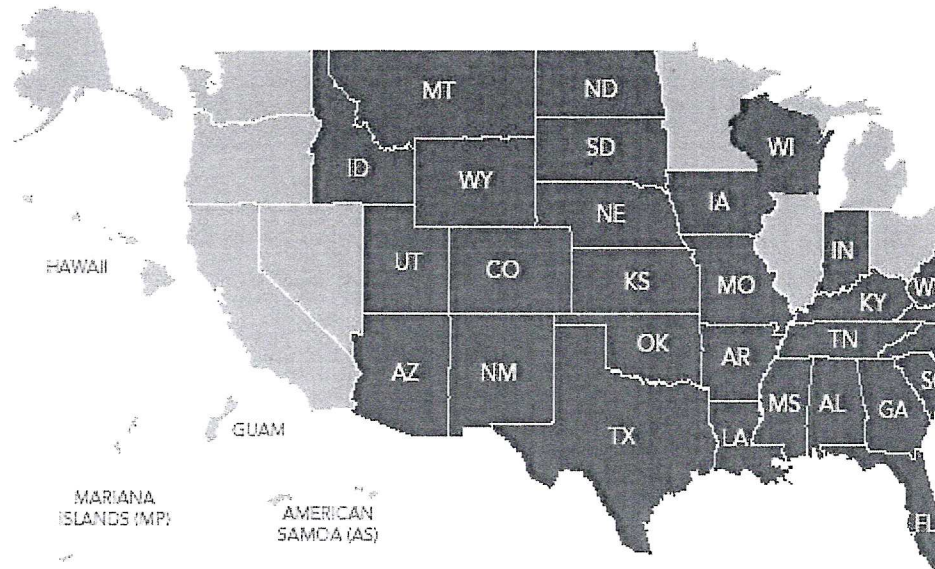 MT
ND
ID
SD
WI
WY
NE
IA
HAWAII
UT
CO
KS
MO
IN
KY
TN
AZ
NM
OK
AR
MS
AL
GA
TX
LA
GUAM
MARIANA
ISLANDS (MP)
AMERICAN
SAMOA (AS)
FL